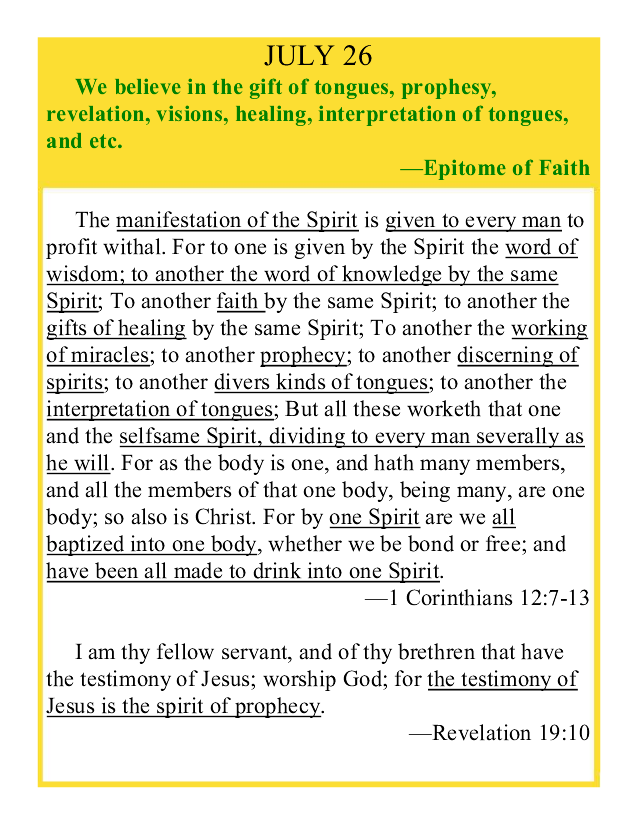 JULY 26
We believe in the gift of tongues, prophesy,
revelation, visions, healing, interpretation of tongues,
and etc.
—Epitome of Faith
The manifestation of the Spirit is given to every man to
profit withal. For to one is given by the Spirit the word of
wisdom; to another the word of knowledge by the same
Spirit; To another faith by the same Spirit; to another the
gifts of healing by the same Spirit; To another the working
of miracles; to another prophecy; to another discerning of
spirits; to another divers kinds of tongues; to another the
interpretation of tongues; But all these worketh that one
and the selfsame Spirit, dividing to every man severally as
he will. For as the body is one, and hath many members,
and all the members of that one body, being many, are one
body; so also is Christ. For by one Spirit are we all
baptized into one body, whether we be bond or free; and
have been all made to drink into one Spirit.
—1 Corinthians 12:7-13
I am thy fellow servant, and of thy brethren that have
the testimony of Jesus; worship God; for the testimony of
Jesus is the spirit of prophecy.
—Revelation 19:10